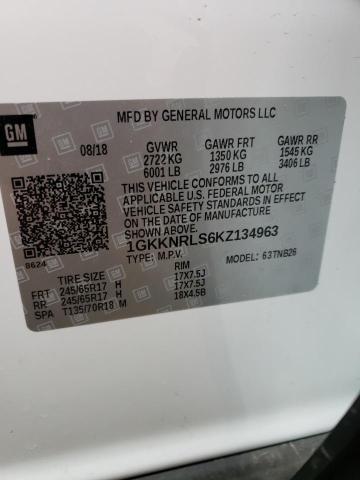 MFD BY GENERAL MOTORS LLC
GM
08/18 GVWR GAWR FRT GAWR RR
2722 KG 1350 KG 1545 KG
6001 LB 2976 LB 3406 LB
THIS VEHICLE CONFORMS TO ALL
APPLICABLE U.S. FEDERAL MOTOR
VEHICLE SAFETY STANDARDS IN EFFECT
ON THE DATE OF MANUFACTURE SHOWN ABOVE.
1GKKNRLS6KZ134963
8624
TYPE: M.P.V. MODEL: 63TNB26
TIRE SIZE RIM
FRT 245/65R17 H 17X7.5J
RR 245/65R17 H 17X7.5J
SPA T135/70R18 M 18X4.5B